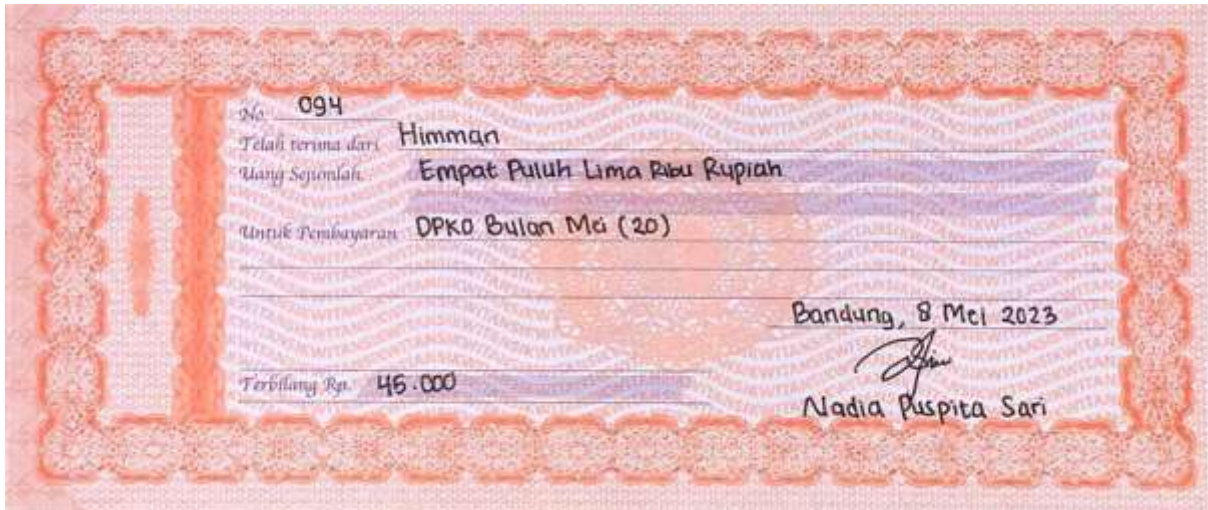 No. 094
Telah terima dari Himman
Uang Sejumlah Empat Puluh Lima Ribu Rupiah
Untuk Pembayaran DPKO Bulan Mei (20)
Bandung, 8 Mei 2023
Terbilang Rp. 45.000
Nadia Puspita Sari